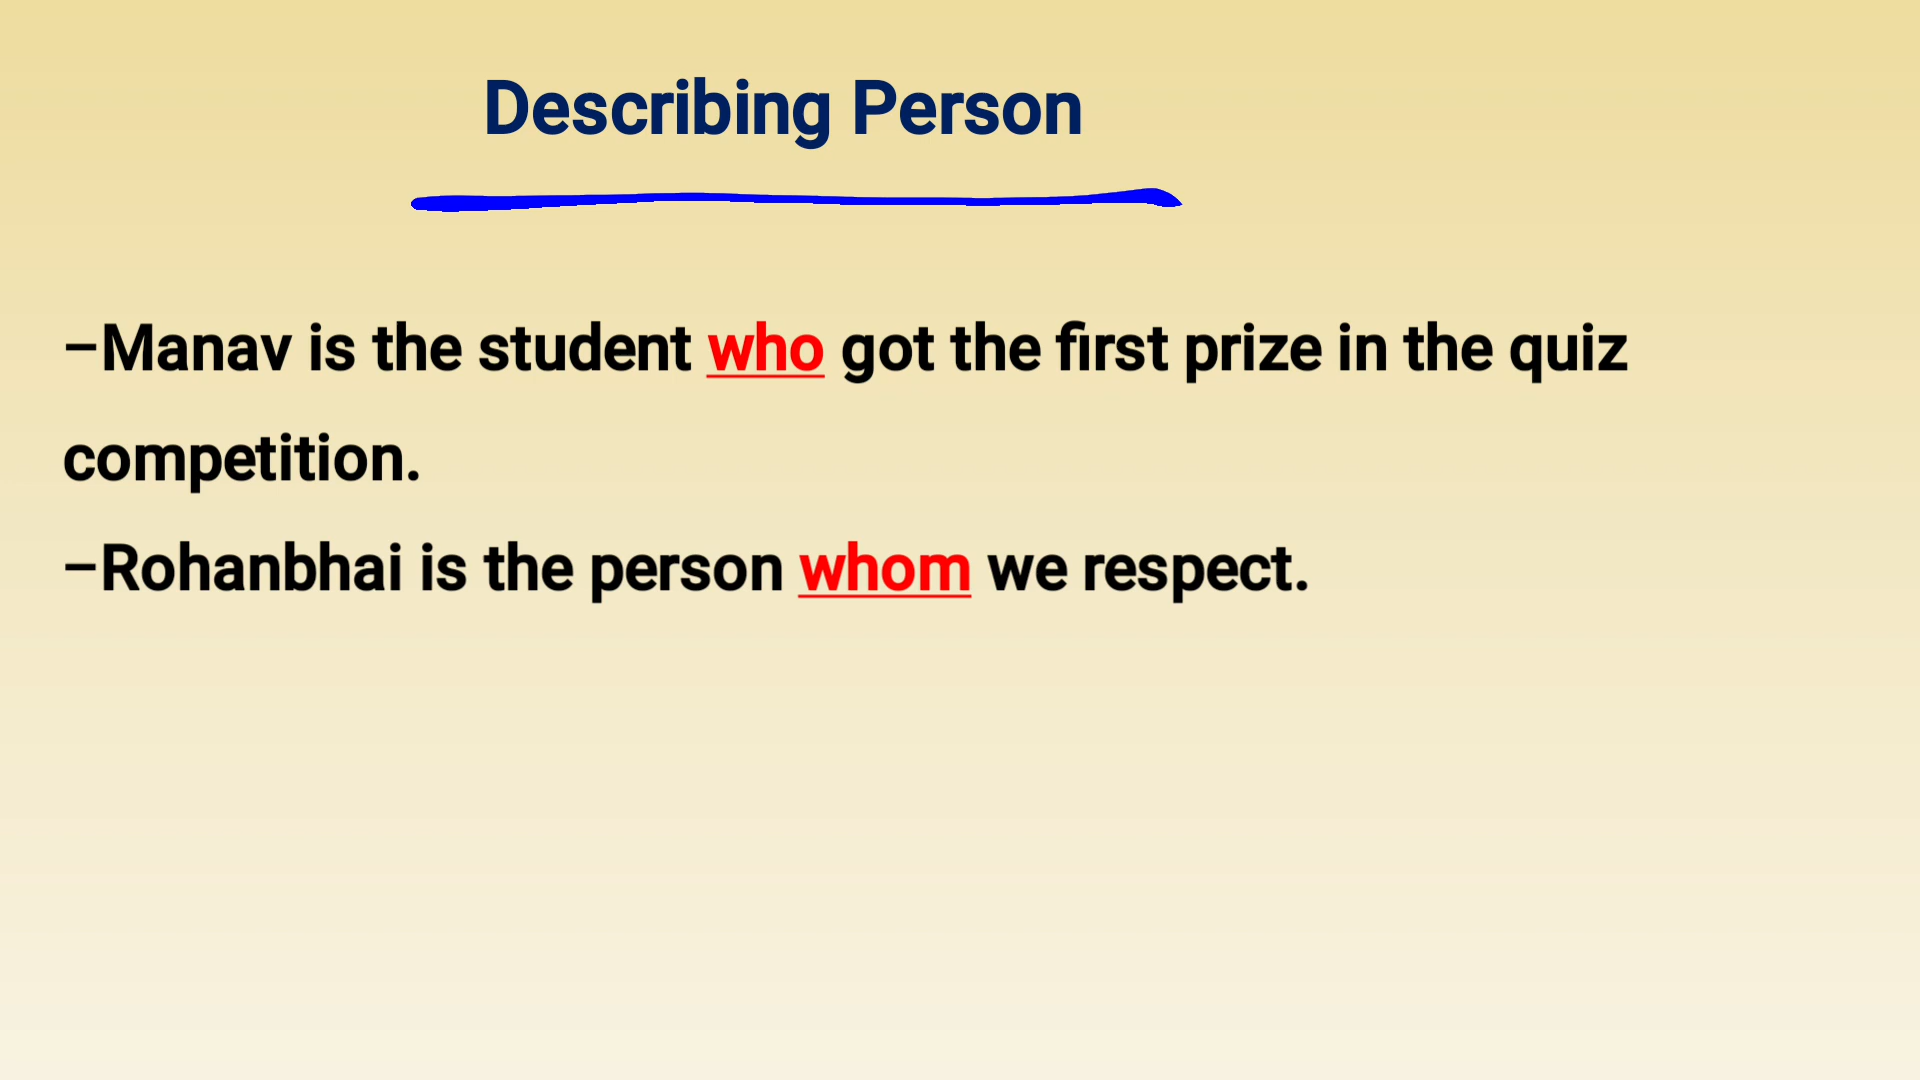 Describing Person
–Manav is the student who got the first prize in the quiz
competition.
–Rohanbhai is the person whom we respect.